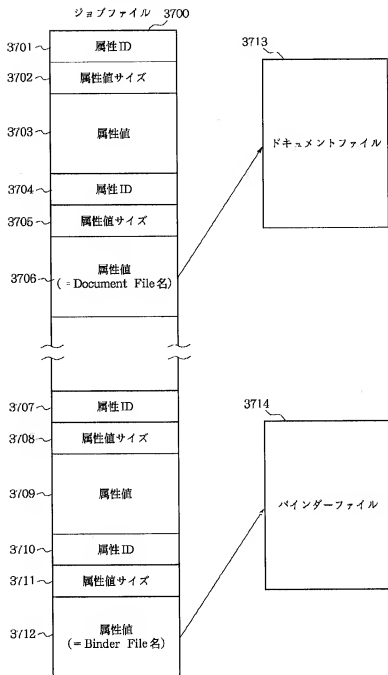 ジョブファイル 3700
3701 属性ID
3702 属性値サイズ
3703 属性値
3704 属性ID
3705 属性値サイズ
3706 属性値
(=Document File名)
3713
ドキュメントファイル
3707 属性ID
3708 属性値サイズ
3709 属性値
3710 属性ID
3711 属性値サイズ
3712 属性値
(=Binder File名)
3714
バインダーファイル